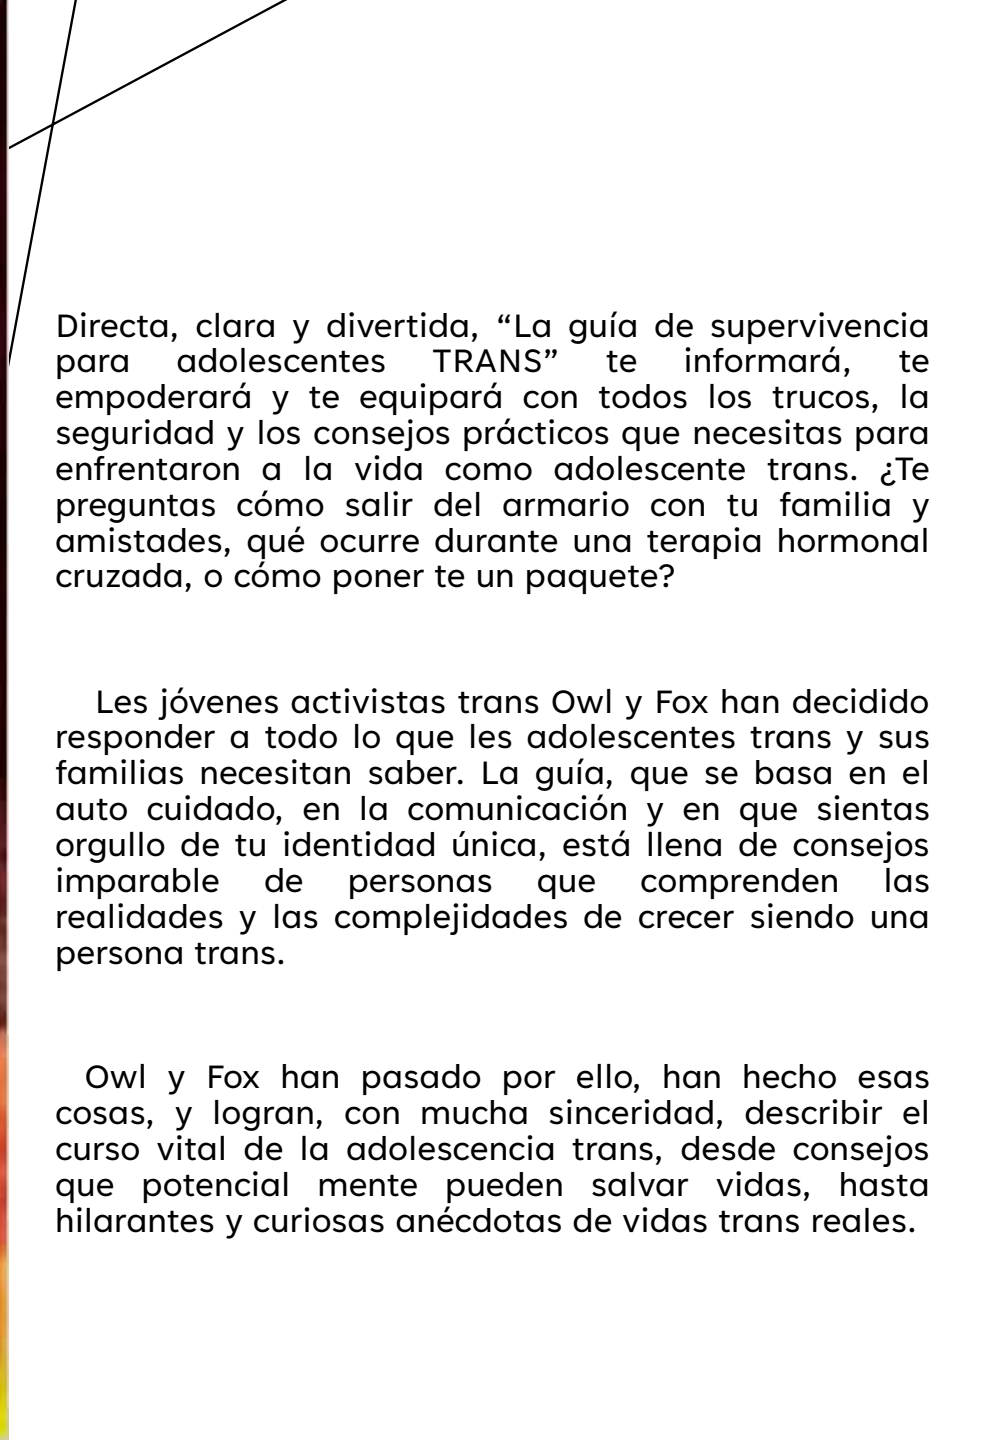 Directa, clara y divertida, “La guía de supervivencia
para adolescentes TRANS” te informará, te
empoderará y te equipará con todos los trucos, la
seguridad y los consejos prácticos que necesitas para
enfrentaron a la vida como adolescente trans. ¿Te
preguntas cómo salir del armario con tu familia y
amistades, qué ocurre durante una terapia hormonal
cruzada, o cómo poner te un paquete?
Les jóvenes activistas trans Owl y Fox han decidido
responder a todo lo que les adolescentes trans y sus
familias necesitan saber. La guía, que se basa en el
auto cuidado, en la comunicación y en que sientas
orgullo de tu identidad única, está llena de consejos
imparable de personas que comprenden las
realidades y las complejidades de crecer siendo una
persona trans.
Owl y Fox han pasado por ello, han hecho esas
cosas, y logran, con mucha sinceridad, describir el
curso vital de la adolescencia trans, desde consejos
que potencial mente pueden salvar vidas, hasta
hilarantes y curiosas anécdotas de vidas trans reales.